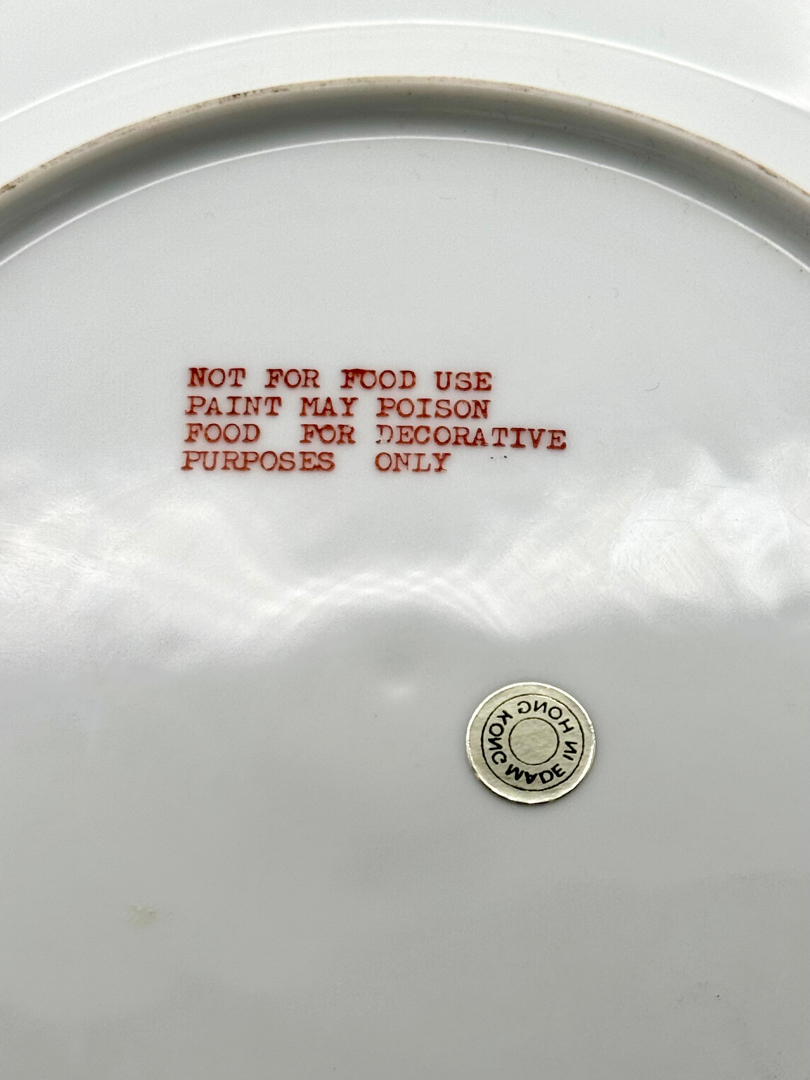 NOT FOR FOOD USE
PAINT MAY POISON
FOOD FOR DECORATIVE
PURPOSES ONLY
MADE IN HONG KONG